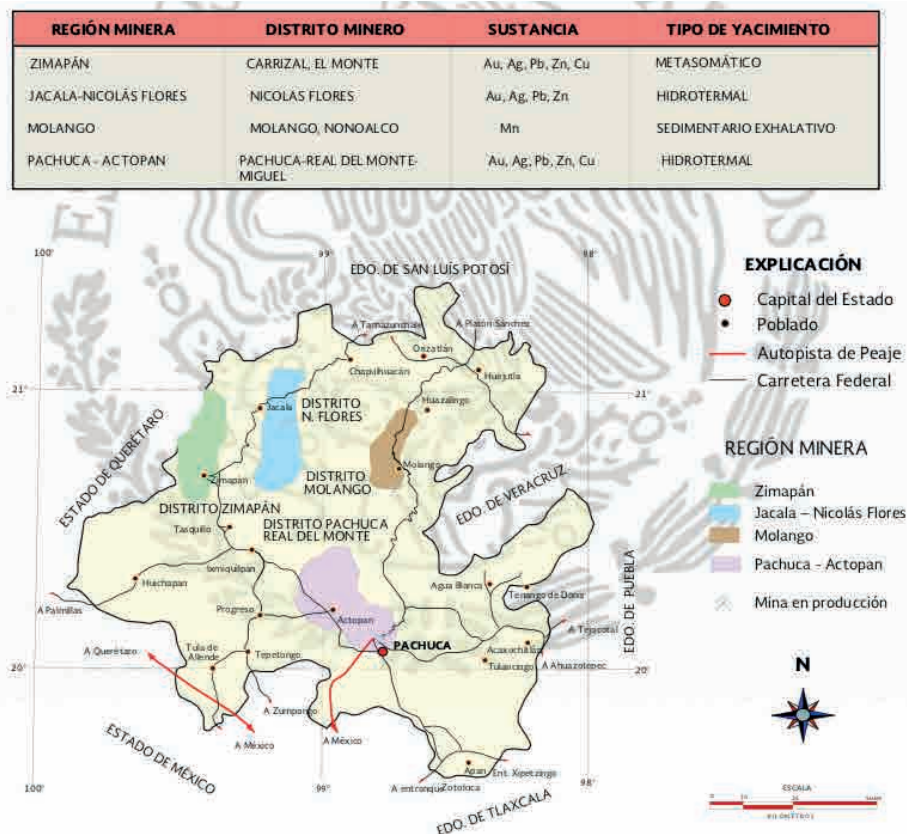 REGIÓN MINERA DISTRITO MINERO SUSTANCIA TIPO DE YACIMIENTO
ZIMAPÁN CARRIZAL, EL MONTE Au, Ag, Pb, Zn, Cu METASOMÁTICO
JACALA-NICOLÁS FLORES NICOLAS FLORES Au, Ag, Pb, Zn HIDROTERMAL
MOLANGO MOLANGO, NONOALCO Mn SEDIMENTARIO EXHALATIVO
PACHUCA - ACTOPAN PACHUCA-REAL DEL MONTE- Au, Ag, Pb, Zn, Cu HIDROTERMAL
MIGUEL
100° 99° 98°
EDO. DE SAN LUÍS POTOSÍ
A Tamazunchale A Platón Sánchez
Orizatlán
Chapulhuacán
Huejutla
21° 21°
Jacala
DISTRITO
N. FLORES
Huazalingo
ESTADO DE QUERÉTARO
Zimapan
Molango
DISTRITO
MOLANGO
EDO. DE VERACRUZ
DISTRITO ZIMAPÁN
Tasquillo
DISTRITO PACHUCA
REAL DEL MONTE
Ixmiquilpan
Huichapan
Agua Blanca
Tenango de Doria
EDO. DE PUEBLA
A Palmillas
Progreso
Actopan
A Tejocotal
PACHUCA
Acaxochitlán
A Querétaro
Tula de
Allende
Tepetongo
Tulancingo
A Ahuazotepec
20° 20°
A Zumpango
A México
A México
ESTADO DE MÉXICO
Apan
Ent. Xipetzingo
A entronque
Zotoloca
100° 99° 98°
EDO. DE TLAXCALA
EXPLICACIÓN
Capital del Estado
Poblado
Autopista de Peaje
Carretera Federal
REGIÓN MINERA
Zimapán
Jacala – Nicolás Flores
Molango
Pachuca - Actopan
Mina en producción
N
ESCALA
KILOMÉTROS